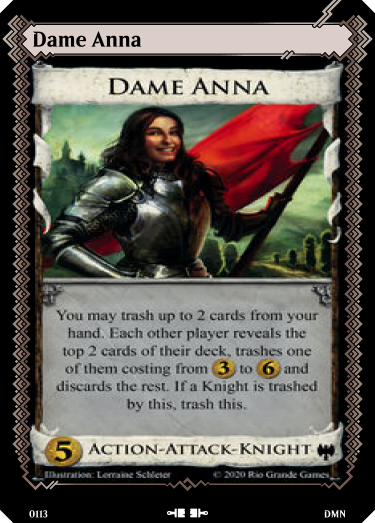 Dame Anna
DAME ANNA
You may trash up to 2 cards from your
hand. Each other player reveals the
top 2 cards of their deck, trashes one
of them costing from 3 to 6 and
discards the rest. If a Knight is trashed
by this, trash this.
5 ACTION-ATTACK-KNIGHT
Illustration: Lorraine Schleter © 2020 Rio Grande Games
0113 DMN